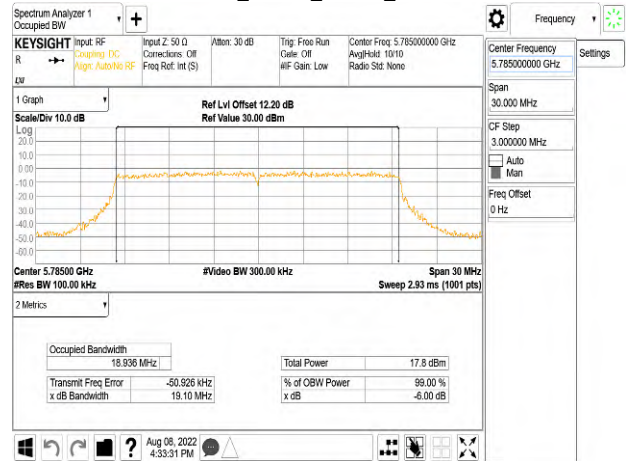 Spectrum Analyzer 1
Occupied BW
Frequency
KEYSIGHT
R
LXI
Input: RF
Coupling: DC
Align: Auto/No RF
Input Z: 50 Ω
Corrections: Off
Freq Ref: Int (S)
Atten: 30 dB
Trig: Free Run
Gate: Off
#IF Gain: Low
Center Freq: 5.785000000 GHz
Avg|Hold: 10/10
Radio Std: None
Center Frequency
5.785000000 GHz
Settings
Span
30.000 MHz
CF Step
3.000000 MHz
Auto
Man
Freq Offset
0 Hz
1 Graph
Scale/Div 10.0 dB
Ref Lvl Offset 12.20 dB
Ref Value 30.00 dBm
Log
20.0
10.0
0.00
-10.0
-20.0
-30.0
-40.0
-50.0
-60.0
Center 5.78500 GHz
#Video BW 300.00 kHz
Span 30 MHz
#Res BW 100.00 kHz
Sweep 2.93 ms (1001 pts)
2 Metrics
Occupied Bandwidth
18.936 MHz
Total Power 17.8 dBm
Transmit Freq Error -50.926 kHz
% of OBW Power 99.00 %
x dB Bandwidth 19.10 MHz
x dB -6.00 dB
Aug 08, 2022
4:33:31 PM